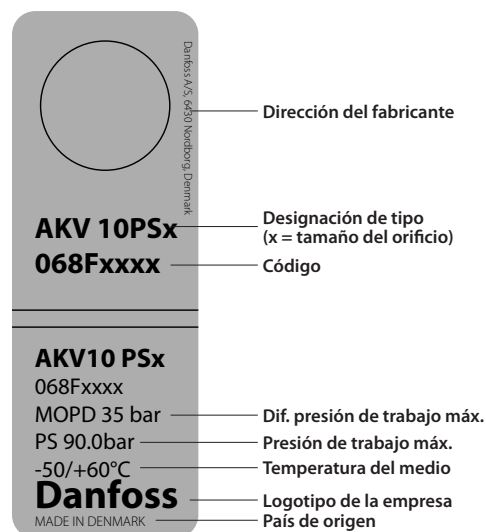 Danfoss A/S, 6430 Nordborg, Denmark
Dirección del fabricante
AKV 10PSx
Designación de tipo
(x = tamaño del orificio)
068Fxxxx
Código
AKV10 PSx
068Fxxxx
MOPD 35 bar
Dif. presión de trabajo máx.
PS 90.0bar
Presión de trabajo máx.
-50/+60°C
Temperatura del medio
Danfoss
Logotipo de la empresa
MADE IN DENMARK
País de origen